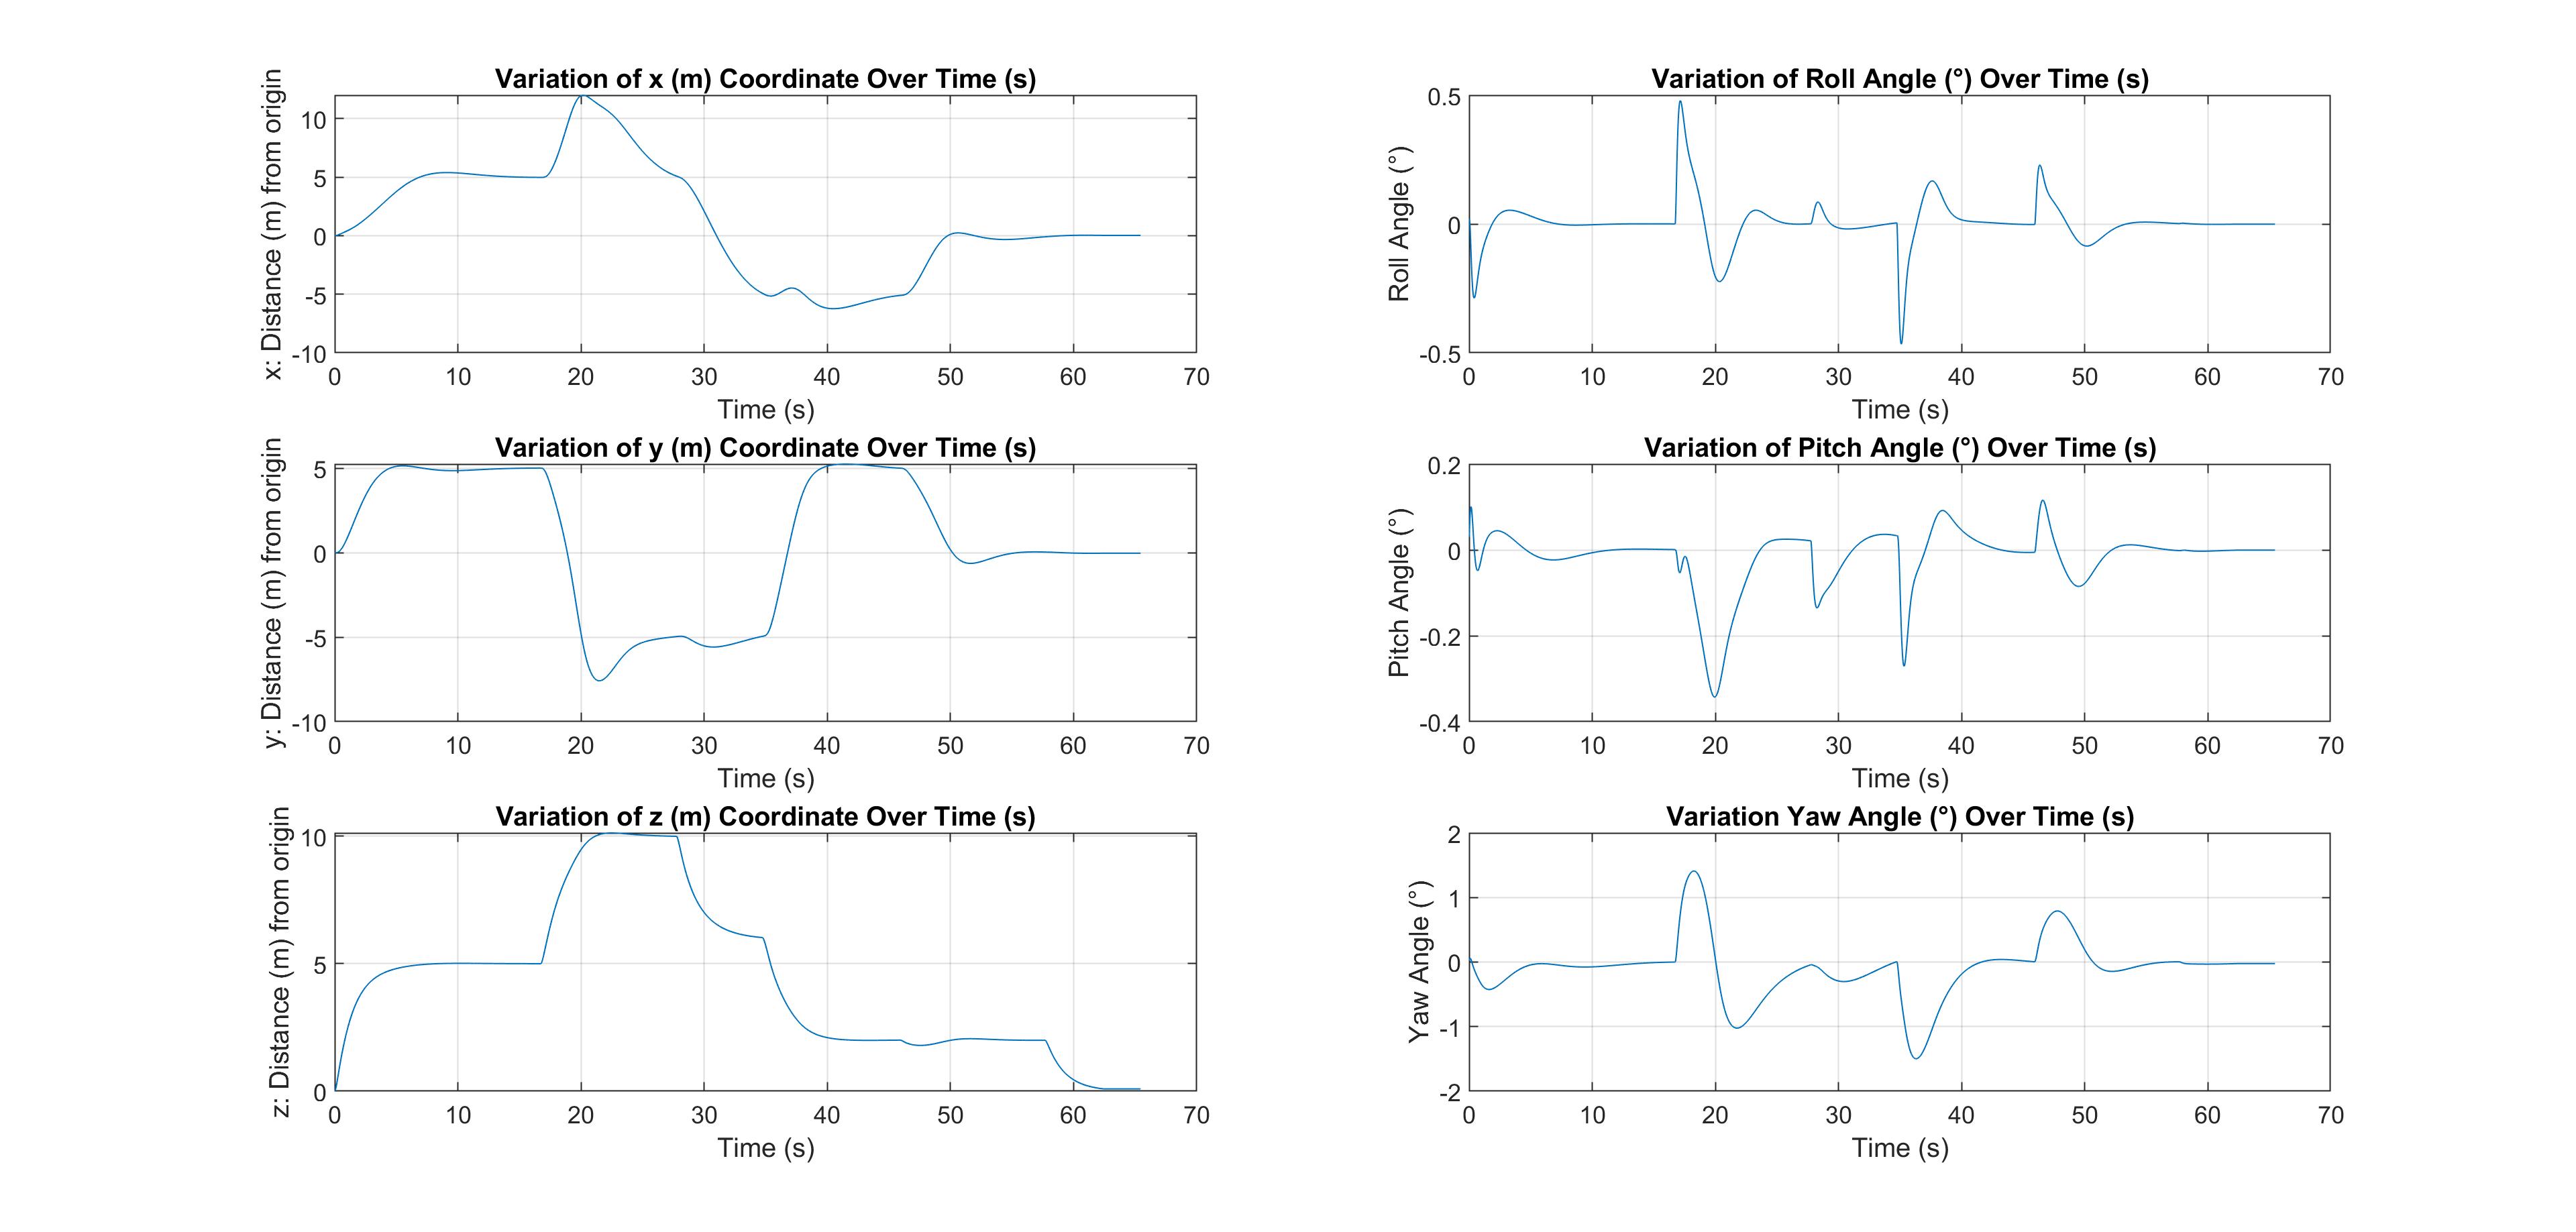 Variation of x (m) Coordinate Over Time (s)
x: Distance (m) from origin
10
5
0
-5
-10
0 10 20 30 40 50 60 70
Time (s)
Variation of Roll Angle (°) Over Time (s)
Roll Angle (°)
0.5
0
-0.5
0 10 20 30 40 50 60 70
Time (s)
Variation of y (m) Coordinate Over Time (s)
y: Distance (m) from origin
5
0
-5
-10
0 10 20 30 40 50 60 70
Time (s)
Variation of Pitch Angle (°) Over Time (s)
Pitch Angle (°)
0.2
0
-0.2
-0.4
0 10 20 30 40 50 60 70
Time (s)
Variation of z (m) Coordinate Over Time (s)
z: Distance (m) from origin
10
5
0
0 10 20 30 40 50 60 70
Time (s)
Variation Yaw Angle (°) Over Time (s)
Yaw Angle (°)
2
1
0
-1
-2
0 10 20 30 40 50 60 70
Time (s)